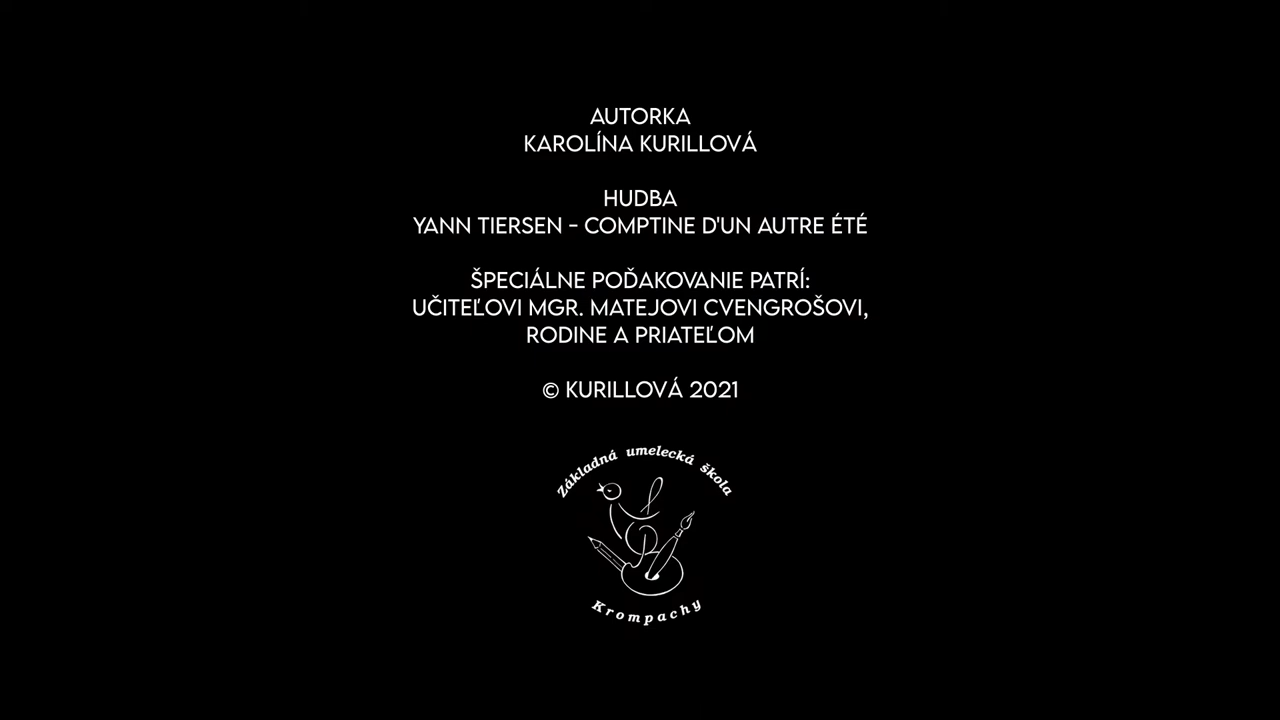 AUTORKA
KAROLÍNA KURILLOVÁ
HUDBA
YANN TIERSEN - COMPTINE D'UN AUTRE ÉTÉ
ŠPECIÁLNE POĎAKOVANIE PATRÍ:
UČITEĽOVI MGR. MATEJOVI CVENGROŠOVI,
RODINE A PRIATEĽOM
© KURILLOVÁ 2021
Základná umelecká škola
Krompachy